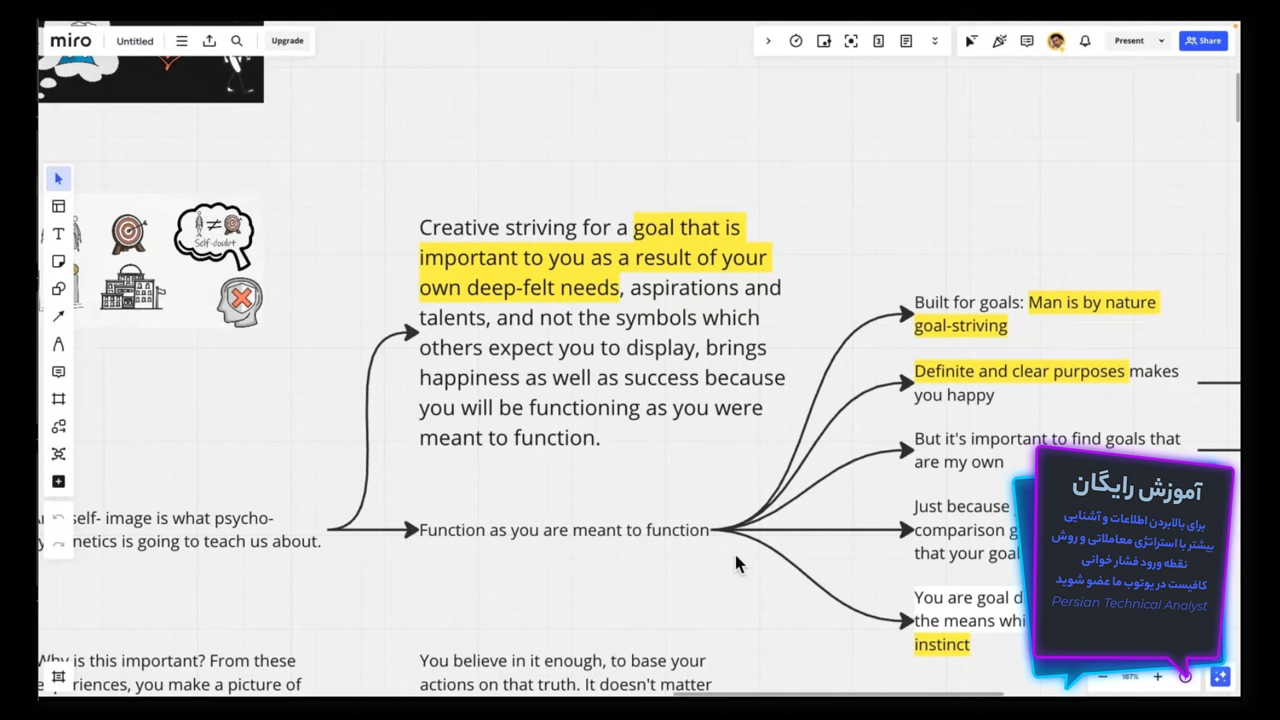 miro
Untitled
Upgrade
Present
Share
Self-doubt
Creative striving for a goal that is
important to you as a result of your
own deep-felt needs, aspirations and
talents, and not the symbols which
others expect you to display, brings
happiness as well as success because
you will be functioning as you were
meant to function.
self- image is what psycho-
netics is going to teach us about.
Function as you are meant to function
Built for goals: Man is by nature
goal-striving
Definite and clear purposes makes
you happy
But it's important to find goals that
are my own
Just because
comparison
that your goal
You are goal
the means
instinct
Why is this important? From these
you make a picture of
You believe in it enough, to base your
actions on that truth. It doesn't matter
آموزش رایگان
برای بالابردن اطلاعات و آشنایی
بیشتر با استراتژی معاملاتی و روش
نقطه ورود فشار خوانی
کافیست در یوتوب ما عضو شوید
Persian Technical Analyst
187%